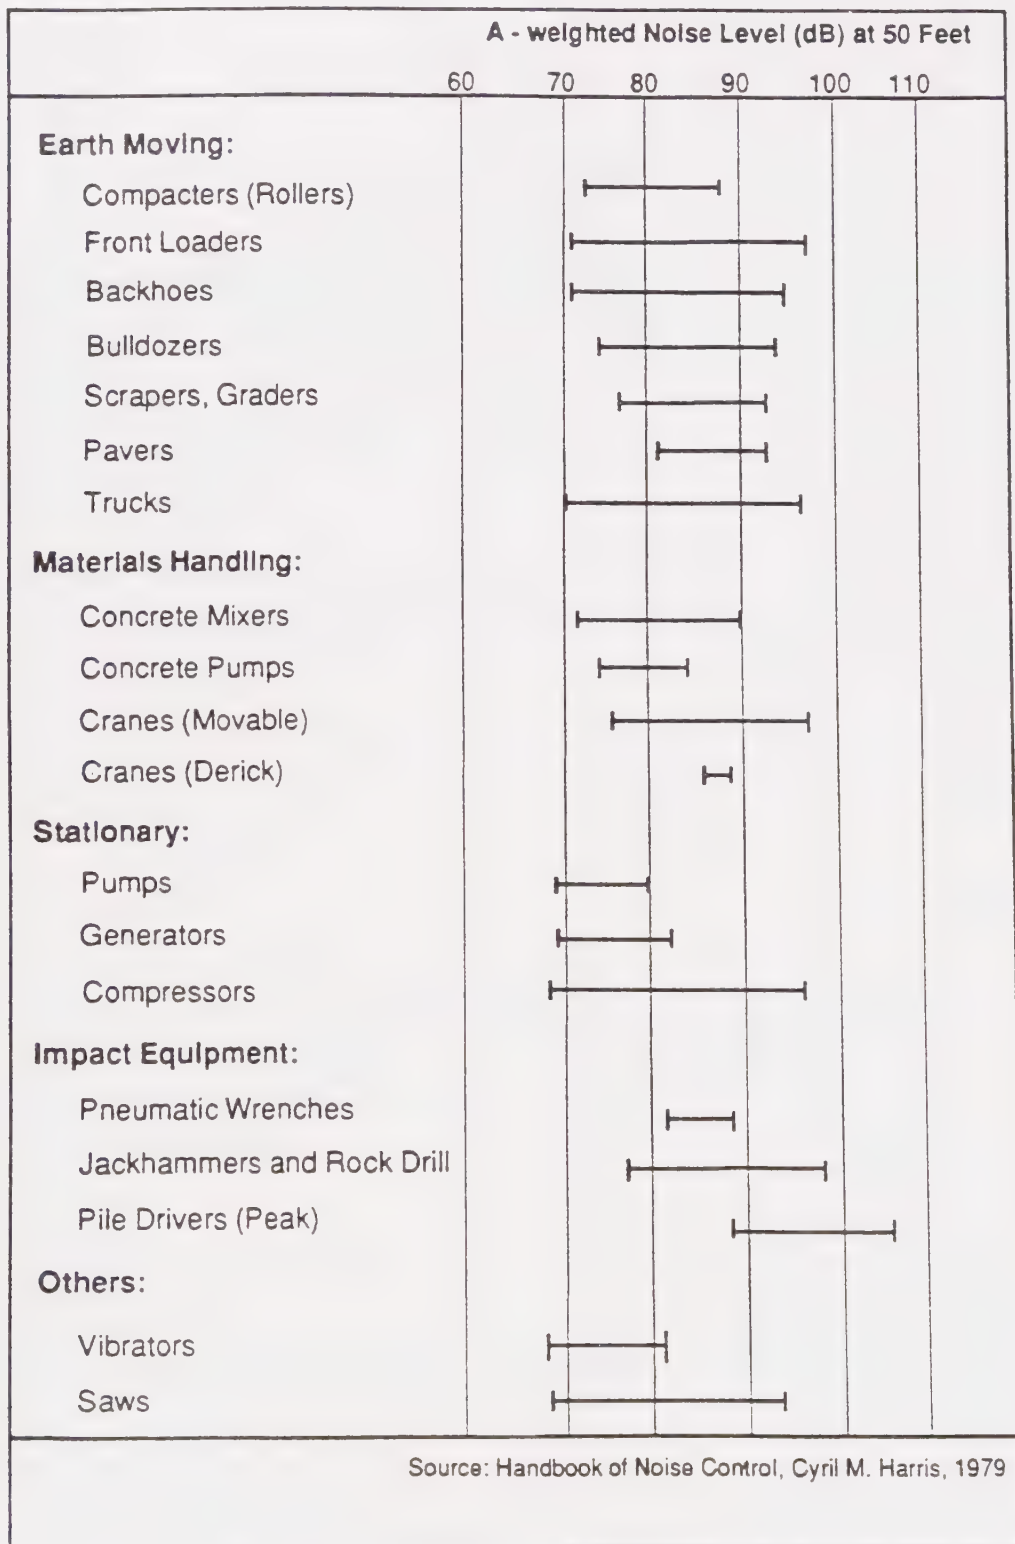 A - weighted Noise Level (dB) at 50 Feet
60 70 80 90 100 110
Earth Moving:
Compacters (Rollers)
Front Loaders
Backhoes
Bulldozers
Scrapers, Graders
Pavers
Trucks
Materials Handling:
Concrete Mixers
Concrete Pumps
Cranes (Movable)
Cranes (Derick)
Stationary:
Pumps
Generators
Compressors
Impact Equipment:
Pneumatic Wrenches
Jackhammers and Rock Drill
Pile Drivers (Peak)
Others:
Vibrators
Saws
Source: Handbook of Noise Control, Cyril M. Harris, 1979